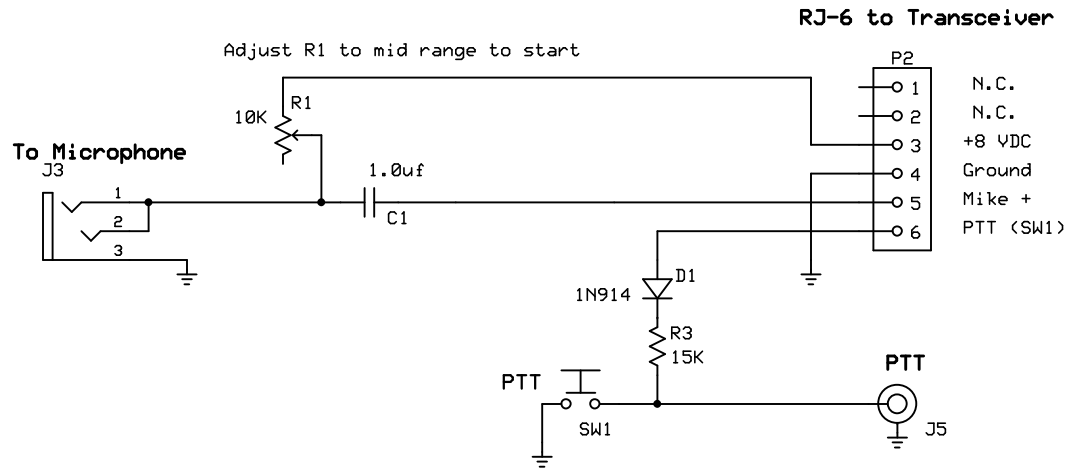 RJ-6 to Transceiver
Adjust R1 to mid range to start
P2
R1
10K
1 N.C.
2 N.C.
3 +8 VDC
4 Ground
5 Mike +
6 PTT (SW1)
To Microphone
J3
1
2
3
1.0uf
C1
D1
1N914
R3
15K
PTT
SW1
PTT
J5